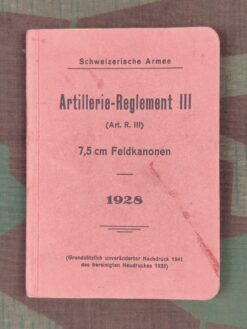 Schweizerische Armee
Artillerie-Reglement III
(Art. R. III)
7,5 cm Feldkanonen
1928
(Grundsätzlich unveränderter Nachdruck 1941
des bereinigten Neudruckes 1935)